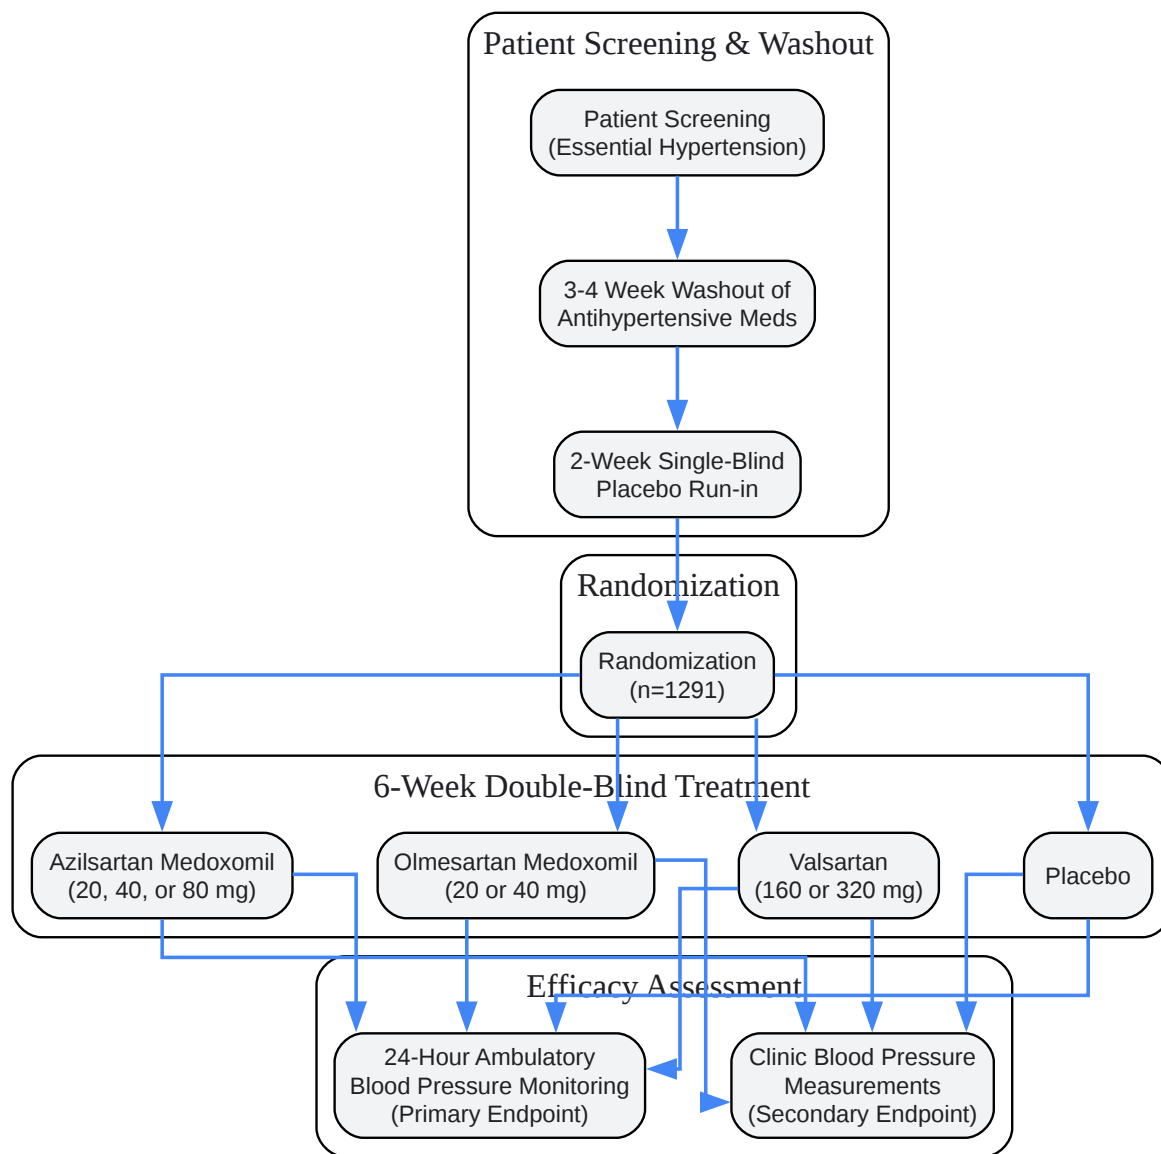 Patient Screening & Washout
Patient Screening
(Essential Hypertension)
3-4 Week Washout of
Antihypertensive Meds
2-Week Single-Blind
Placebo Run-in
Randomization
Randomization
(n=1291)
6-Week Double-Blind Treatment
Azilsartan Medoxomil
(20, 40, or 80 mg)
Olmesartan Medoxomil
(20 or 40 mg)
Valsartan
(160 or 320 mg)
Placebo
Efficacy Assessment
24-Hour Ambulatory
Blood Pressure Monitoring
(Primary Endpoint)
Clinic Blood Pressure
Measurements
(Secondary Endpoint)